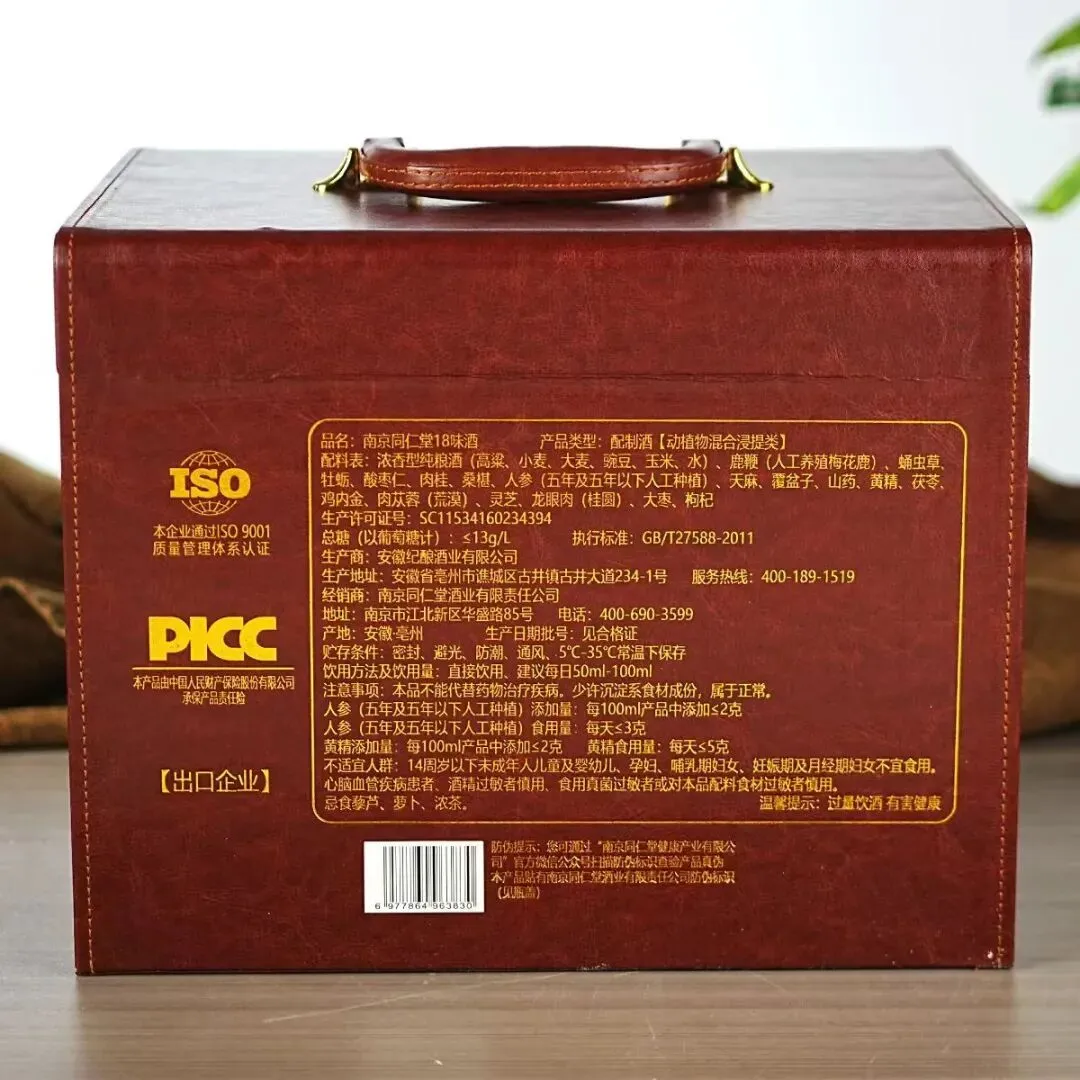 ISO
本企业通过ISO 9001
质量管理体系认证
PICC
本产品由中国人民财产保险股份有限公司
承保产品责任险
【出口企业】
品名：南京同仁堂18味酒 产品类型：配制酒【动植物混合浸提类】
配料表：浓香型纯粮酒（高粱、小麦、大麦、豌豆、玉米、水）、鹿鞭（人工养殖梅花鹿）、蛹虫草、
牡蛎、酸枣仁、肉桂、桑椹、人参（五年及五年以下人工种植）、天麻、覆盆子、山药、黄精、茯苓、
鸡内金、肉苁蓉（荒漠）、灵芝、龙眼肉（桂圆）、大枣、枸杞
生产许可证号：SC11534160234394
总糖（以葡萄糖计）：≤13g/L 执行标准：GB/T27588-2011
生产商：安徽纪酿酒业有限公司
生产地址：安徽省亳州市谯城区古井镇古井大道234-1号 服务热线：400-189-1519
经销商：南京同仁堂酒业有限责任公司
地址：南京市江北新区华盛路85号 电话：400-690-3599
产地：安徽·亳州 生产日期批号：见合格证
贮存条件：密封、避光、防潮、通风、5℃-35℃常温下保存
饮用方法及饮用量：直接饮用、建议每日50ml-100ml
注意事项：本品不能代替药物治疗疾病。少许沉淀系食材成份，属于正常。
人参（五年及五年以下人工种植）添加量：每100ml产品中添加≤2克
人参（五年及五年以下人工种植）食用量：每天≤3克
黄精添加量：每100ml产品中添加≤2克 黄精食用量：每天≤5克
不适宜人群：14周岁以下未成年人儿童及婴幼儿、孕妇、哺乳期妇女、妊娠期及月经期妇女不宜食用。
心脑血管疾病患者、酒精过敏者慎用、食用真菌过敏者或对本品配料食材过敏者慎用。
忌食藜芦、萝卜、浓茶。 温馨提示：过量饮酒 有害健康
防伪提示：您可通过“南京同仁堂健康产业有限公
司”官方微信公众号扫描防伪标识查验产品真伪
本产品贴有南京同仁堂酒业有限责任公司防伪标识
（见瓶盖）
6 977864 963830